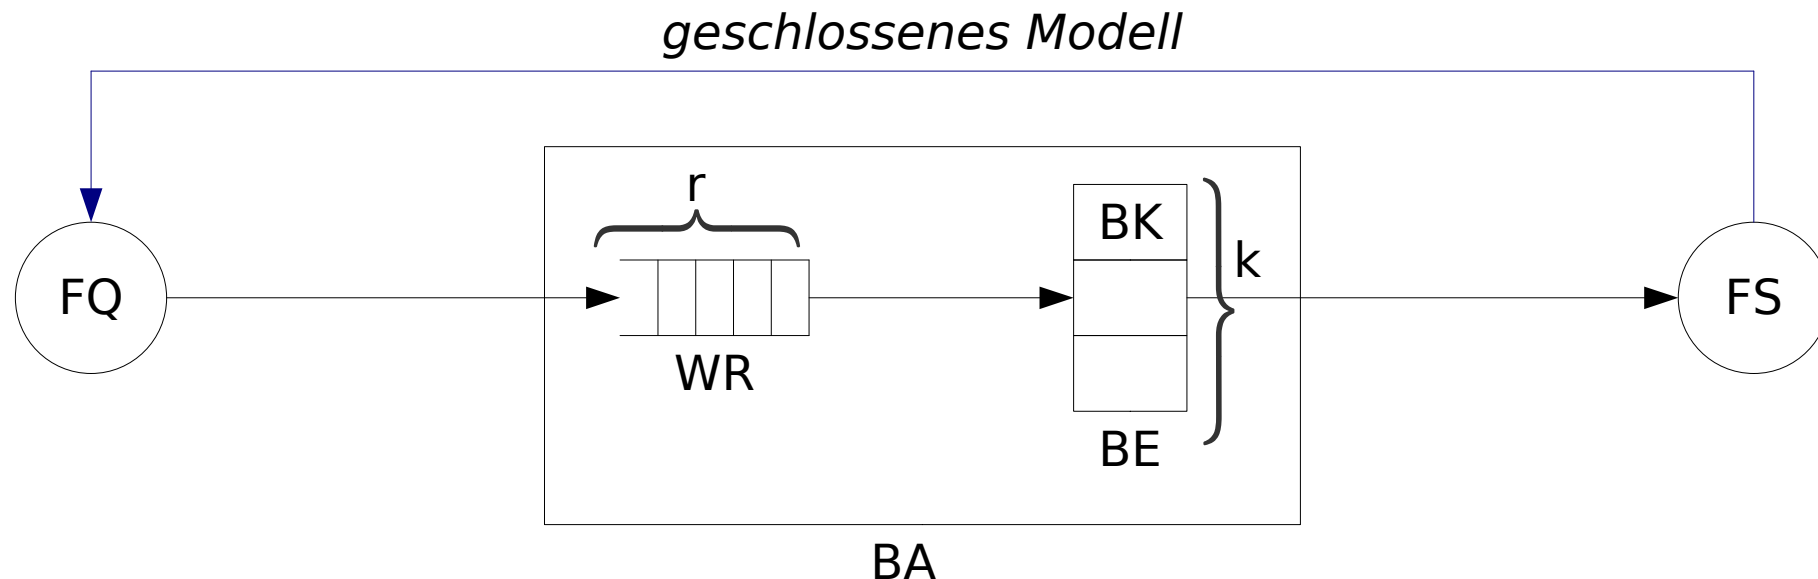 geschlossenes Modell
r
BK
k
FQ
FS
WR
BE
BA